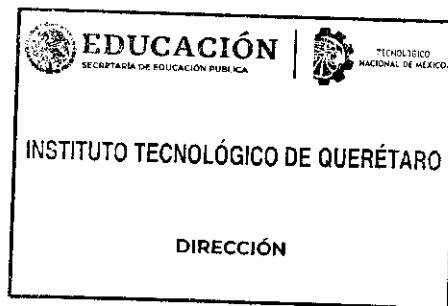 EDUCACIÓN
SECRETARÍA DE EDUCACIÓN PÚBLICA
TECNOLÓGICO
NACIONAL DE MÉXICO
INSTITUTO TECNOLÓGICO DE QUERÉTARO
DIRECCIÓN